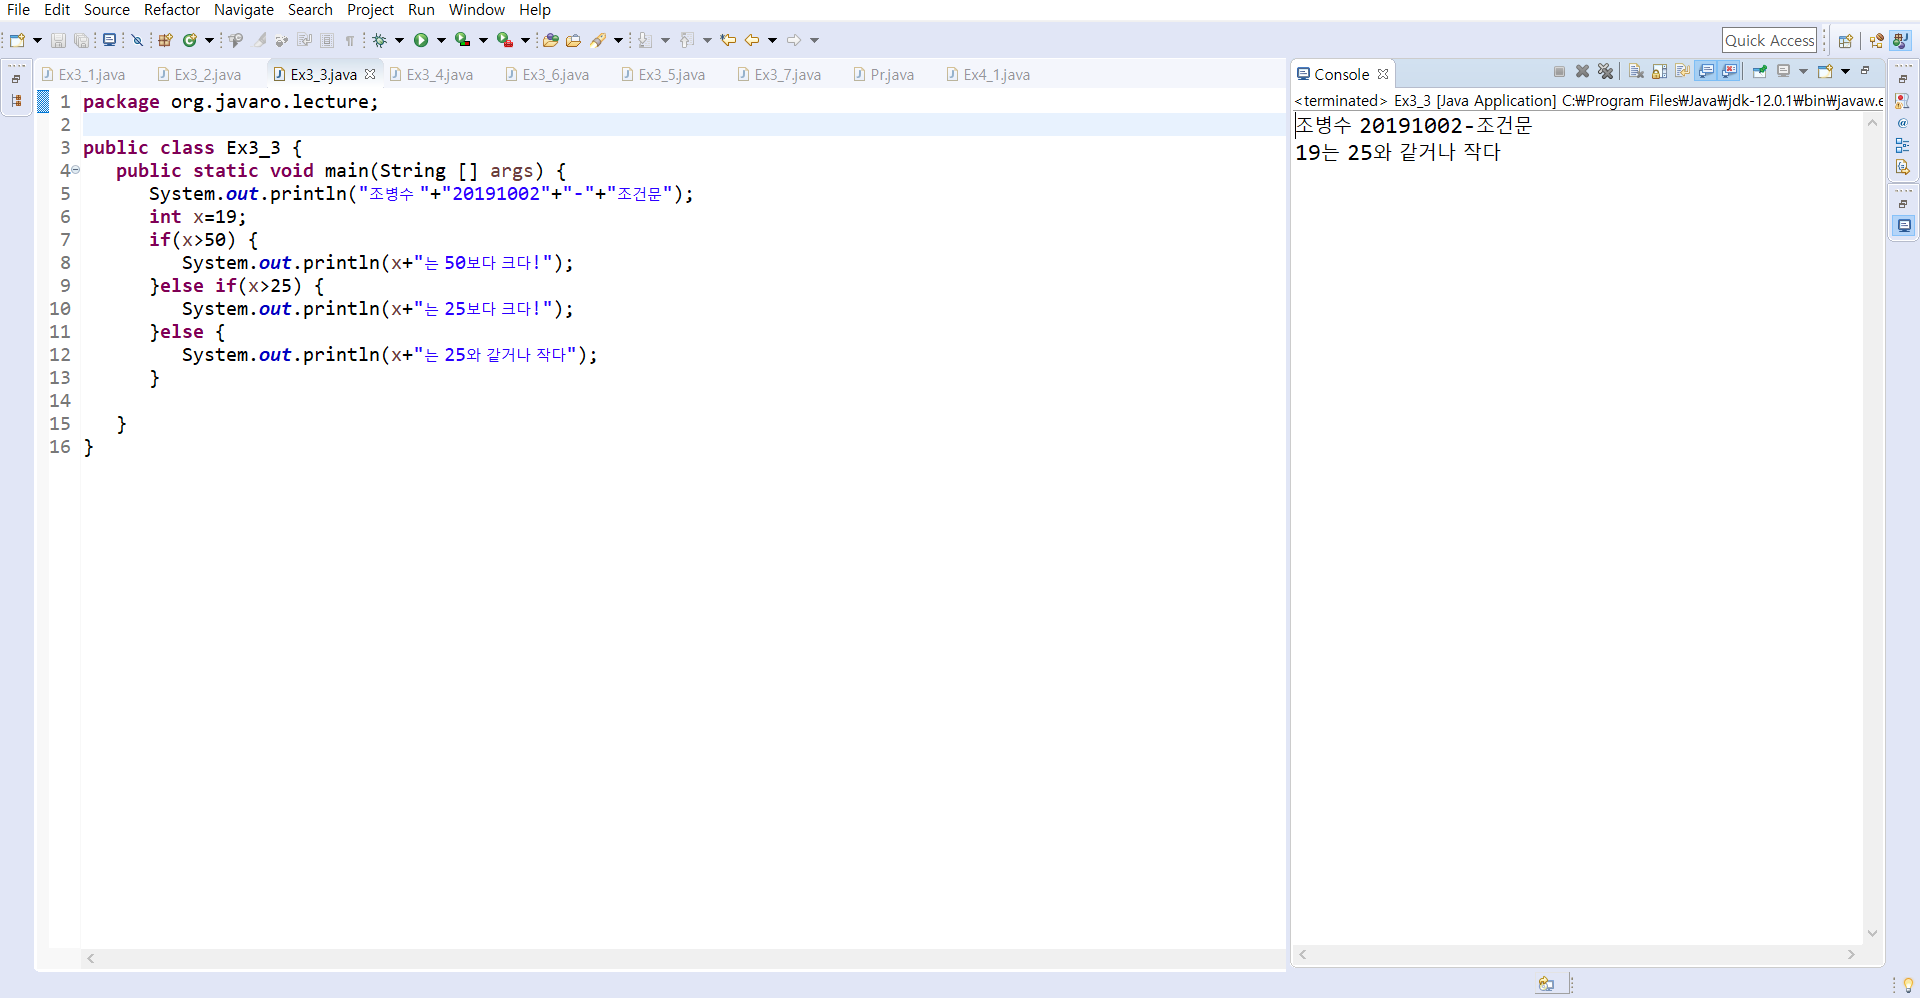 File Edit Source Refactor Navigate Search Project Run Window Help
Quick Access
Ex3_1.java Ex3_2.java Ex3_3.java Ex3_4.java Ex3_6.java Ex3_5.java Ex3_7.java Pr.java Ex4_1.java
1 package org.javaro.lecture;
2
3 public class Ex3_3 {
4 public static void main(String [] args) {
5 System.out.println("조병수 "+"20191002"+"-"+"조건문");
6 int x=19;
7 if(x>50) {
8 System.out.println(x+"는 50보다 크다!");
9 }else if(x>25) {
10 System.out.println(x+"는 25보다 크다!");
11 }else {
12 System.out.println(x+"는 25와 같거나 작다");
13 }
14
15 }
16 }
Console
<terminated> Ex3_3 [Java Application] C:₩Program Files₩Java₩jdk-12.0.1₩bin₩javaw.e
조병수 20191002-조건문
19는 25와 같거나 작다